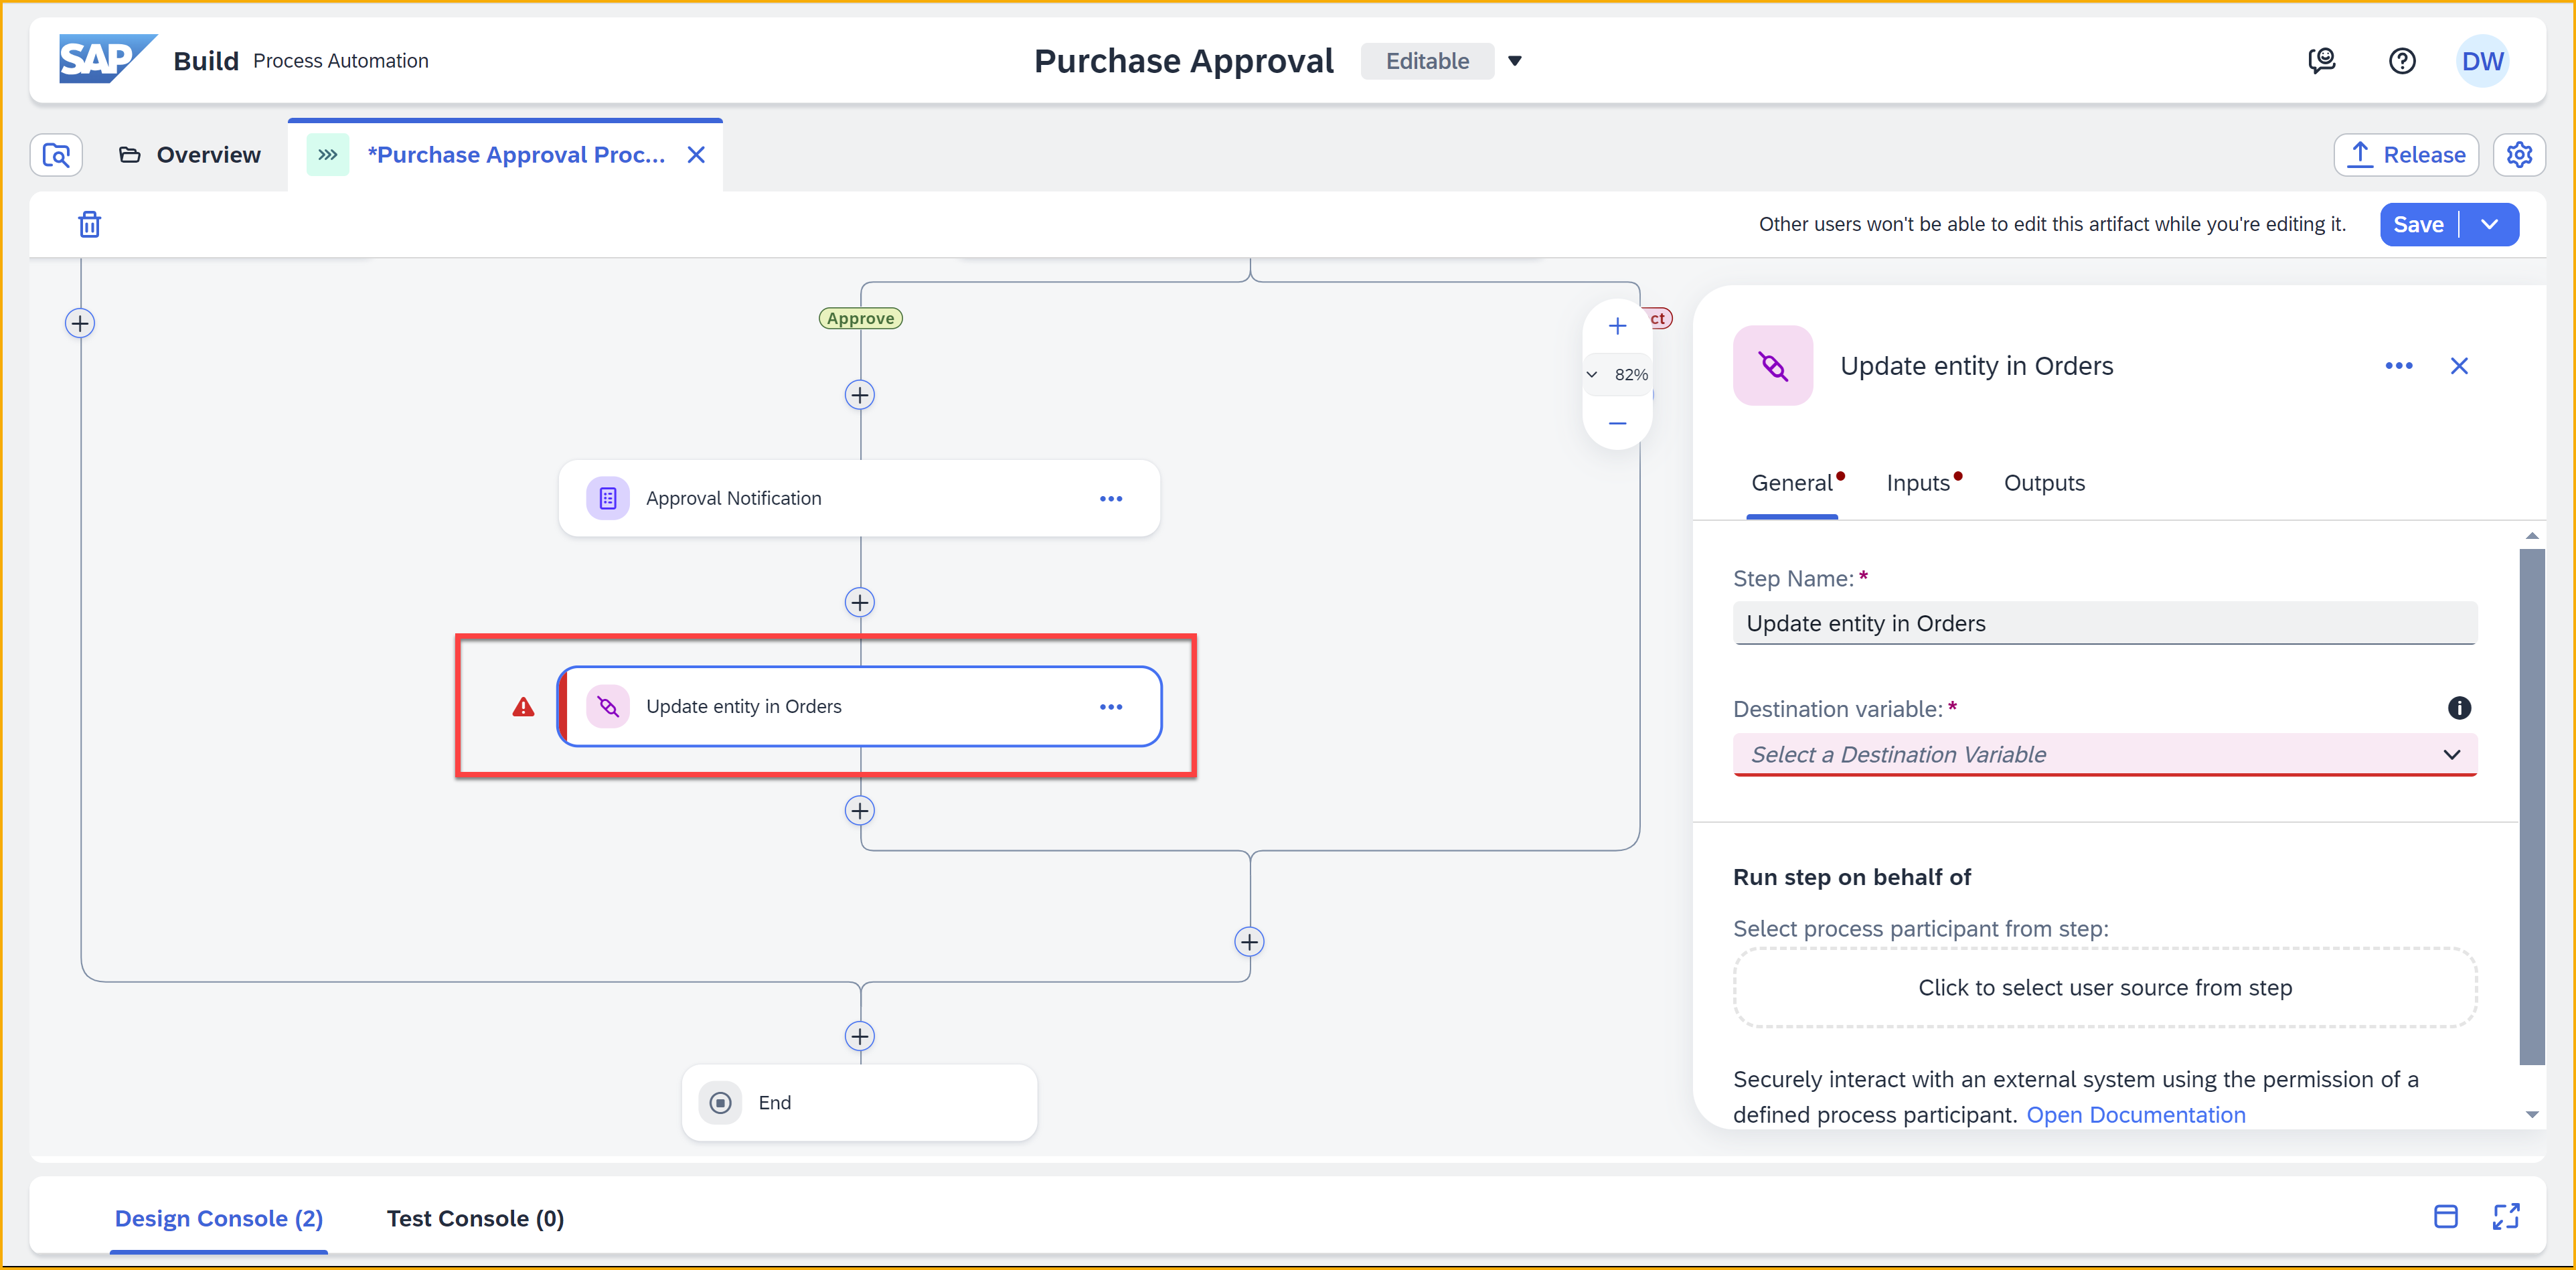 SAP Build Process Automation
Purchase Approval Editable
DW
Overview
*Purchase Approval Proc...
Release
Other users won't be able to edit this artifact while you're editing it.
Save
Approve
ct
82%
Approval Notification
Update entity in Orders
End
Update entity in Orders
General Inputs Outputs
Step Name: *
Update entity in Orders
Destination variable: *
Select a Destination Variable
Run step on behalf of
Select process participant from step:
Click to select user source from step
Securely interact with an external system using the permission of a
defined process participant. Open Documentation
Design Console (2) Test Console (0)